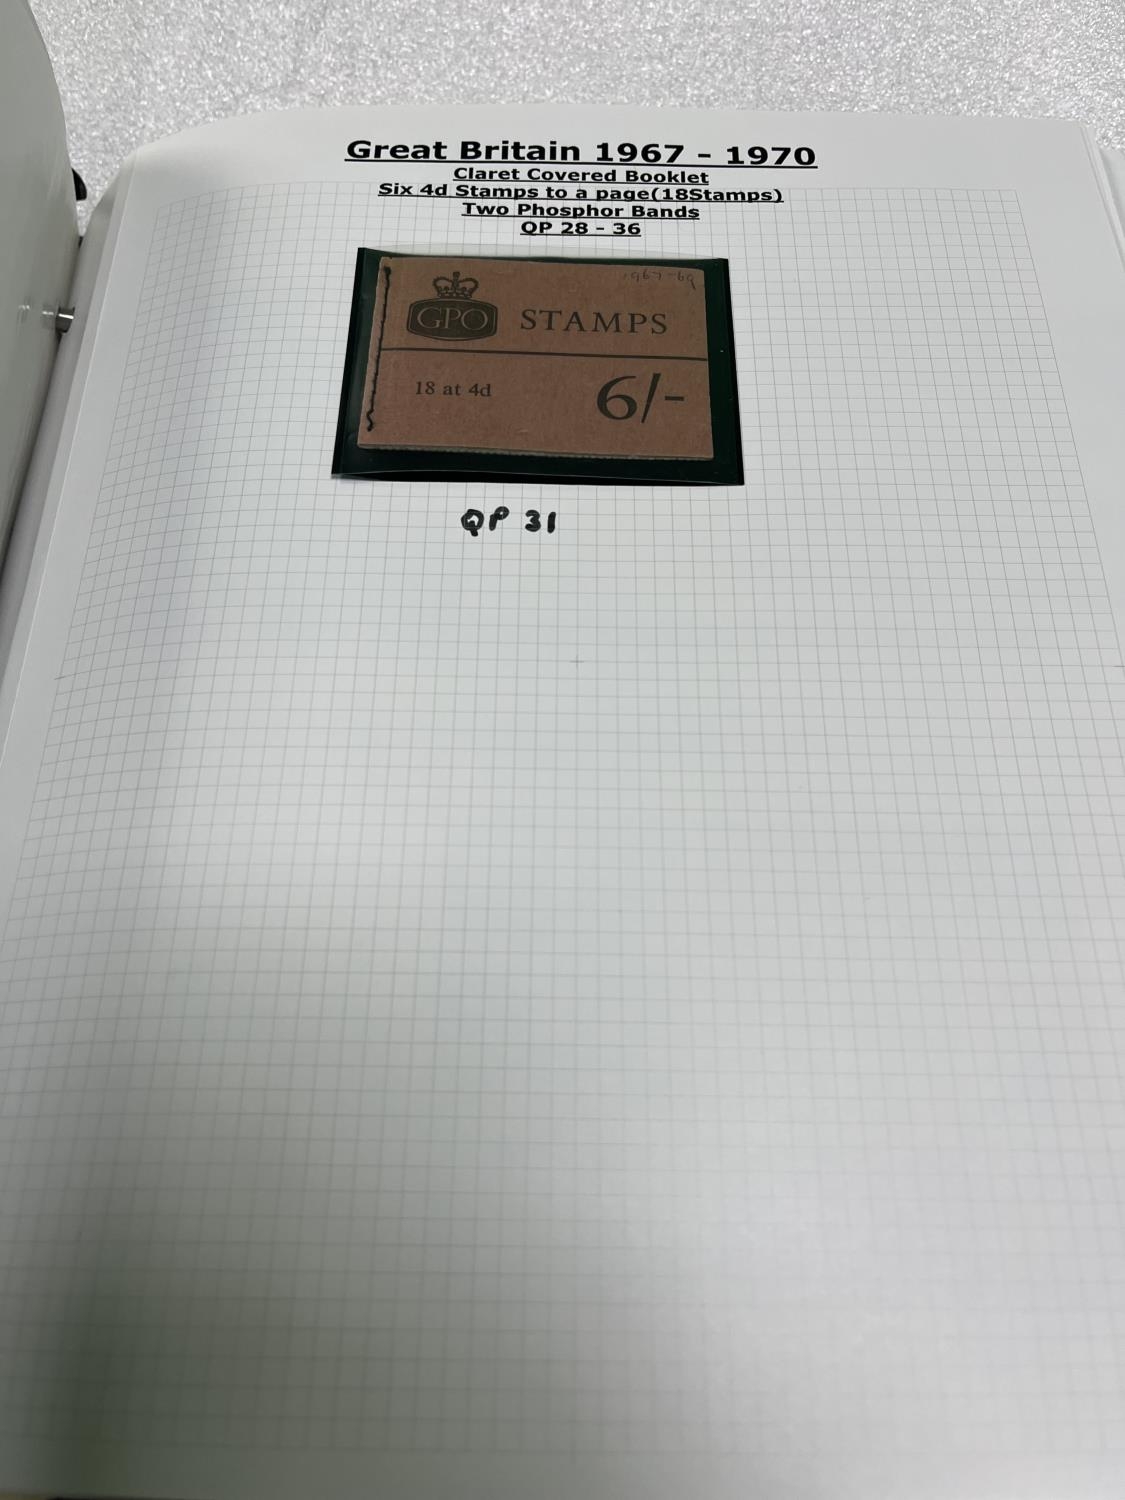 Great Britain 1967 - 1970
Claret Covered Booklet
Six 4d Stamps to a page(18Stamps)
Two Phosphor Bands
QP 28 - 36
1967-69
GPO STAMPS
18 at 4d 6/-
QP 31